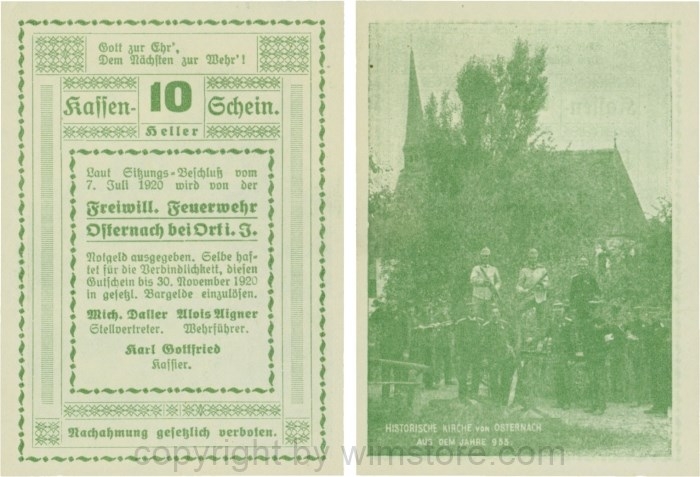 Gott zur Ehr',
Dem Nächsten zur Wehr'!
Kassen- 10 Schein.
Heller
Laut Sitzungs-Beschluß vom
7. Juli 1920 wird von der
Freiwill. Feuerwehr
Osternach bei Ort i. J.
Notgeld ausgegeben. Selbe haf-
tet für die Verbindlichkeit, diesen
Gutschein bis 30. November 1920
in gesetzl. Bargelde einzulösen.
Mich. Daller Alois Aigner
Stellvertreter. Wehrführer.
Karl Gottfried
Kassier.
Nachahmung gesetzlich verboten.
HISTORISCHE KIRCHE VON OSTERNACH
AUS DEM JAHRE 955.
copyright by wimstore.com